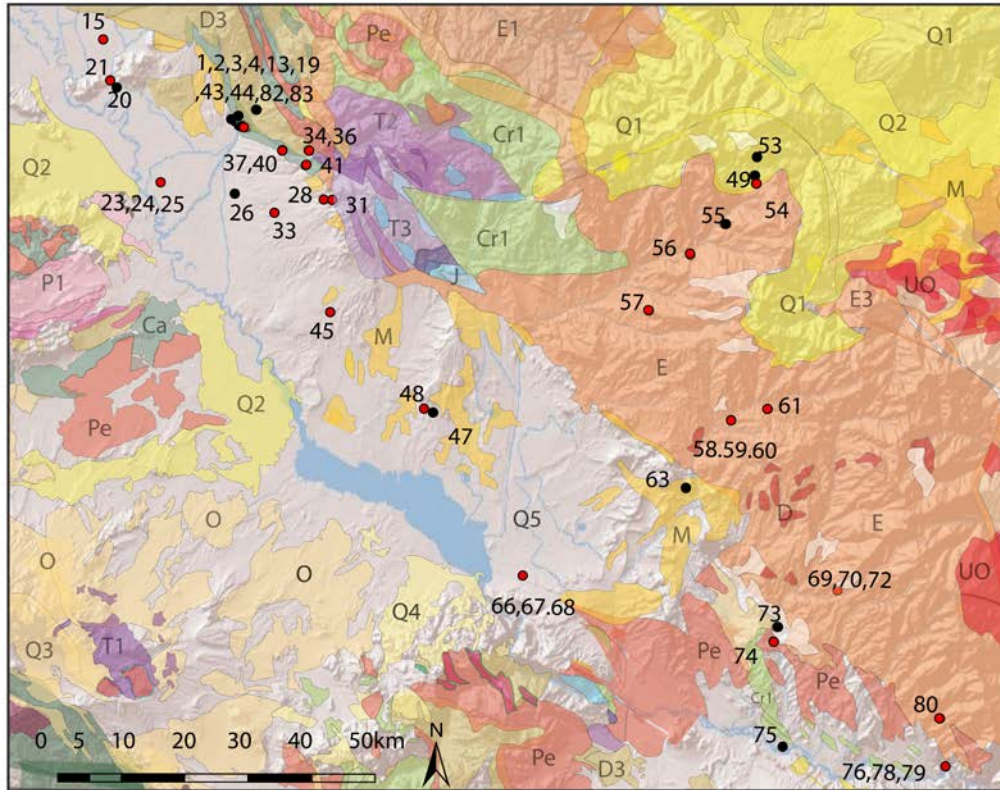 15
D3
Pe
E1
Q1
21
20
1,2,3,4,13,19
,43,44,82,83
T2
Cr1
Q1
Q2
Q2
53
34,36
37,40
41
49
M
23,24,25
26
28
31
33
T3
Cr1
54
55
56
P1
J
57
Q1
E3
UO
Ca
45
M
E
Q2
Pe
48
47
61
58.59.60
63
D
E
O
Q5
M
O
O
69,70,72
UO
66,67.68
Q4
73
74
Pe
Pe
Q3
T1
Cr1
80
0 5 10 20 30 50km
N
Pe
D3
75
76,78,79